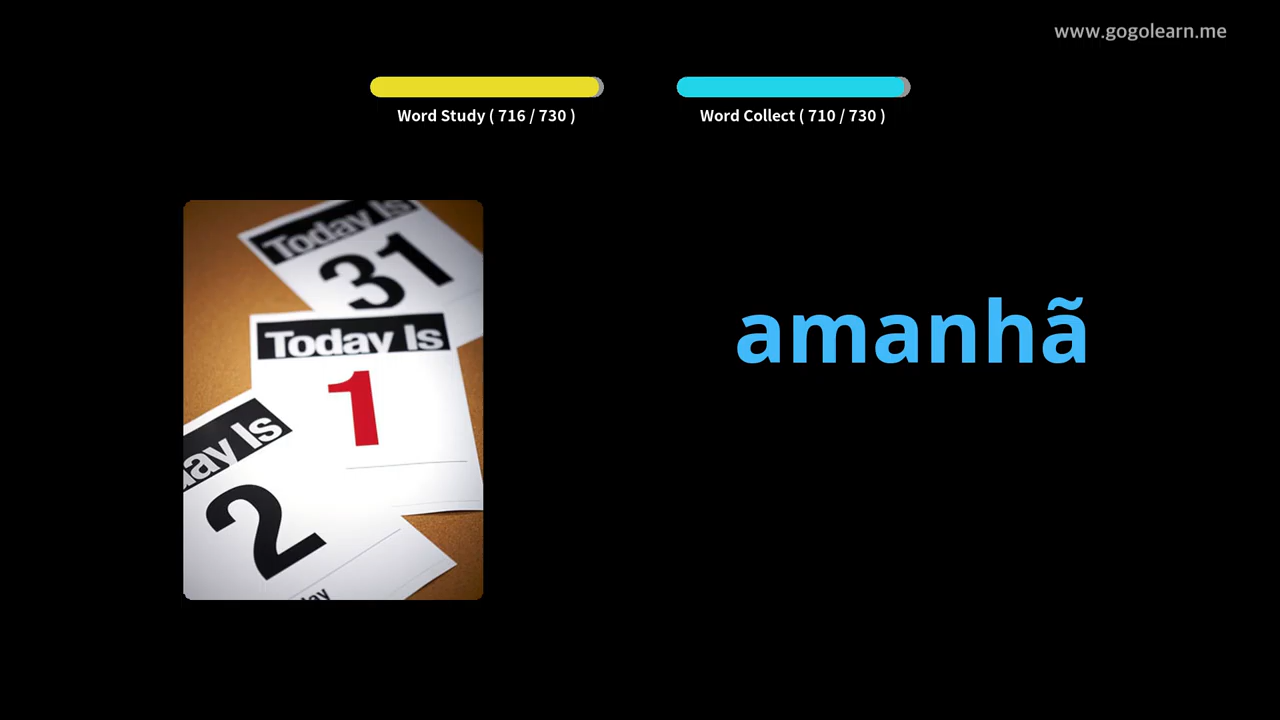 www.gogolearn.me
Word Study ( 716 / 730 )
Word Collect ( 710 / 730 )
Today Is
31
Today Is
1
ay Is
2
amanhã